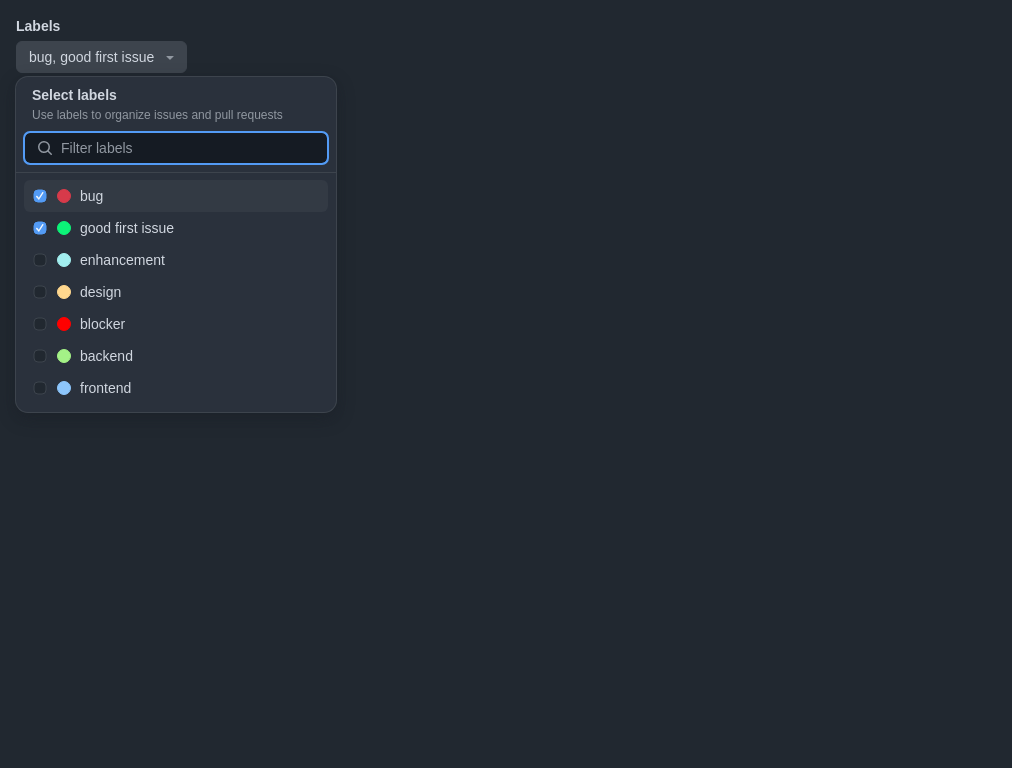 Labels
bug, good first issue
Select labels
Use labels to organize issues and pull requests
Filter labels
bug
good first issue
enhancement
design
blocker
backend
frontend